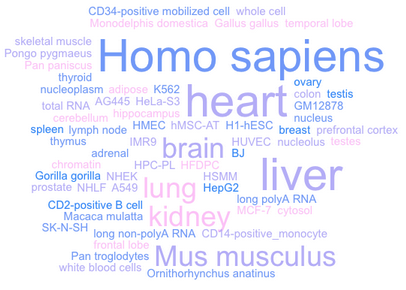 CD34-positive mobilized cell whole cell
Monodelphis domestica Gallus gallus temporal lobe
skeletal muscle Homo sapiens
Pongo pygmaeus
Pan paniscus
thyroid ovary
nucleoplasm adipose K562 heart colon testis
total RNA AG445 HeLa-S3 GM12878
cerebellum hippocampus nucleus
spleen lymph node HMEC hMSC-AT H1-hESC breast prefrontal cortex
thymus IMR9 brain HUVEC nucleolus testes
adrenal BJ liver
chromatin HPC-PL HFDPC
Gorilla gorilla NHEK lung HSMM
prostate NHLF A549 HepG2
CD2-positive B cell long polyA RNA
Macaca mulatta kidney MCF-7 cytosol
SK-N-SH long non-polyA RNA CD14-positive_monocyte
frontal lobe
Pan troglodytes Mus musculus
white blood cells Ornithorhynchus anatinus